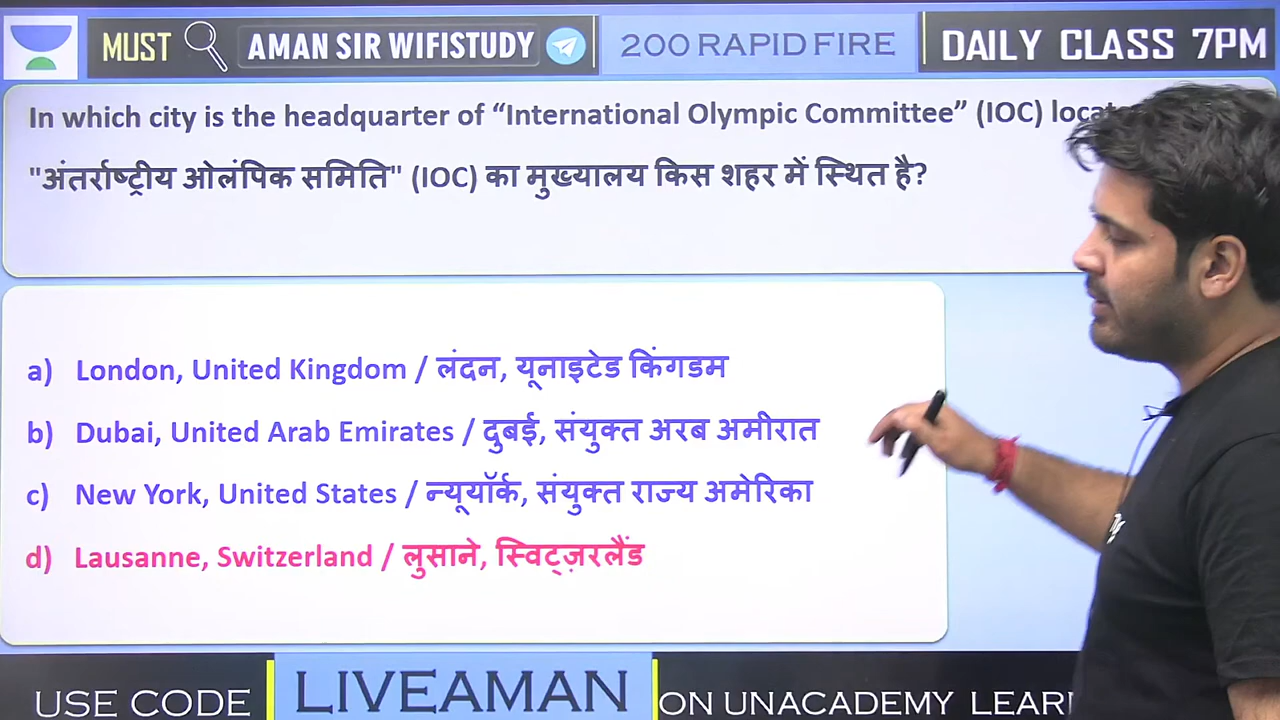 MUST AMAN SIR WIFISTUDY 200 RAPID FIRE DAILY CLASS 7PM
In which city is the headquarter of “International Olympic Committee” (IOC)
"अंतर्राष्ट्रीय ओलंपिक समिति" (IOC) का मुख्यालय किस शहर में स्थित है?
a) London, United Kingdom / लंदन, यूनाइटेड किंगडम
b) Dubai, United Arab Emirates / दुबई, संयुक्त अरब अमीरात
c) New York, United States / न्यूयॉर्क, संयुक्त राज्य अमेरिका
d) Lausanne, Switzerland / लुसाने, स्विट्ज़रलैंड
USE CODE LIVEAMAN ON UNACADEMY